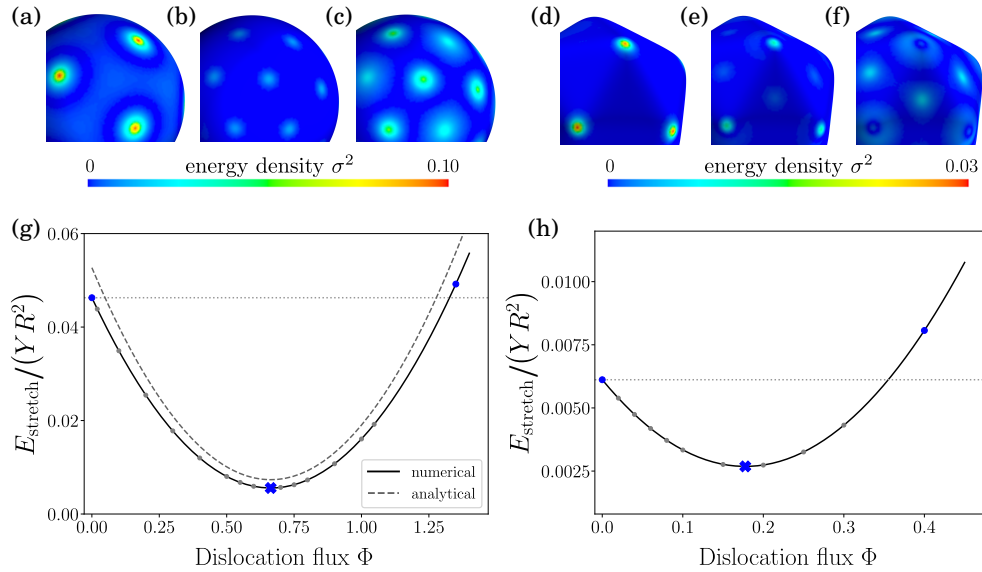 (a) (b) (c) (d) (e) (f)
0 energy density σ² 0.10
0 energy density σ² 0.03
(g) (h)
0.06
0.04
0.02
0.00
E_stretch/(Y R²)
numerical
analytical
0.00 0.25 0.50 0.75 1.00 1.25
Dislocation flux Φ
0.0100
0.0075
0.0050
0.0025
E_stretch/(Y R²)
0.0 0.1 0.2 0.3 0.4
Dislocation flux Φ